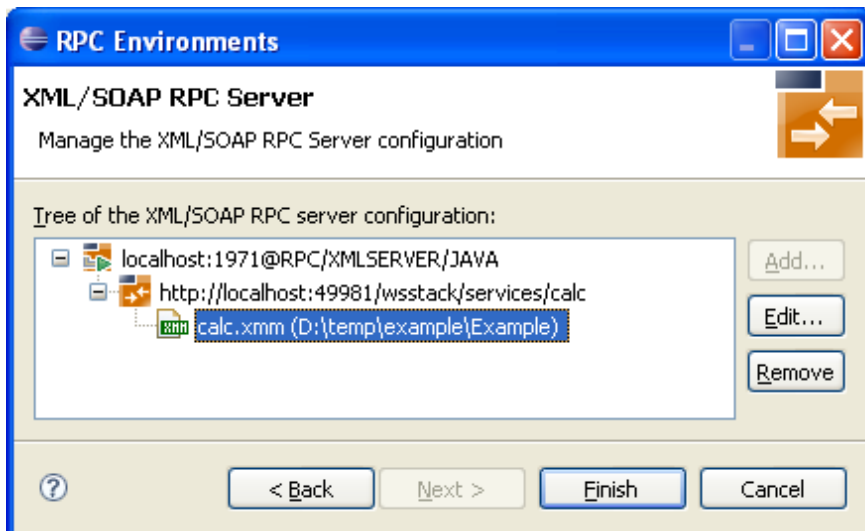 RPC Environments
XML/SOAP RPC Server
Manage the XML/SOAP RPC Server configuration
Tree of the XML/SOAP RPC server configuration:
localhost:1971@RPC/XMLSERVER/JAVA
Add...
http://localhost:49981/wsstack/services/calc
Edit...
XMM calc.xmm (D:\temp\example\Example)
Remove
? < Back Next > Finish Cancel